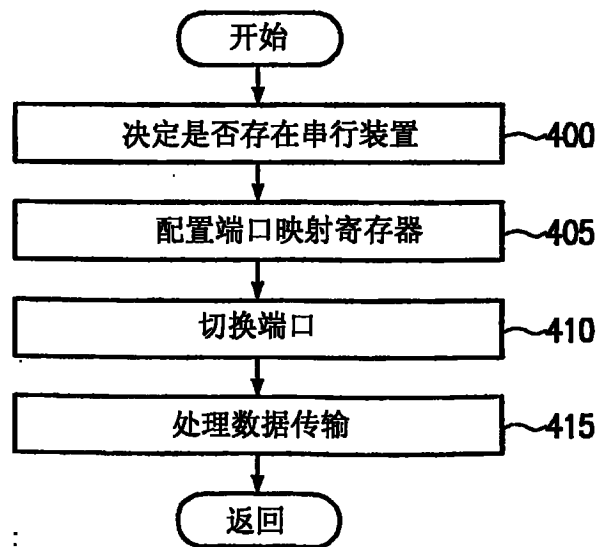 开始
决定是否存在串行装置 400
配置端口映射寄存器 405
切换端口 410
处理数据传输 415
返回
: